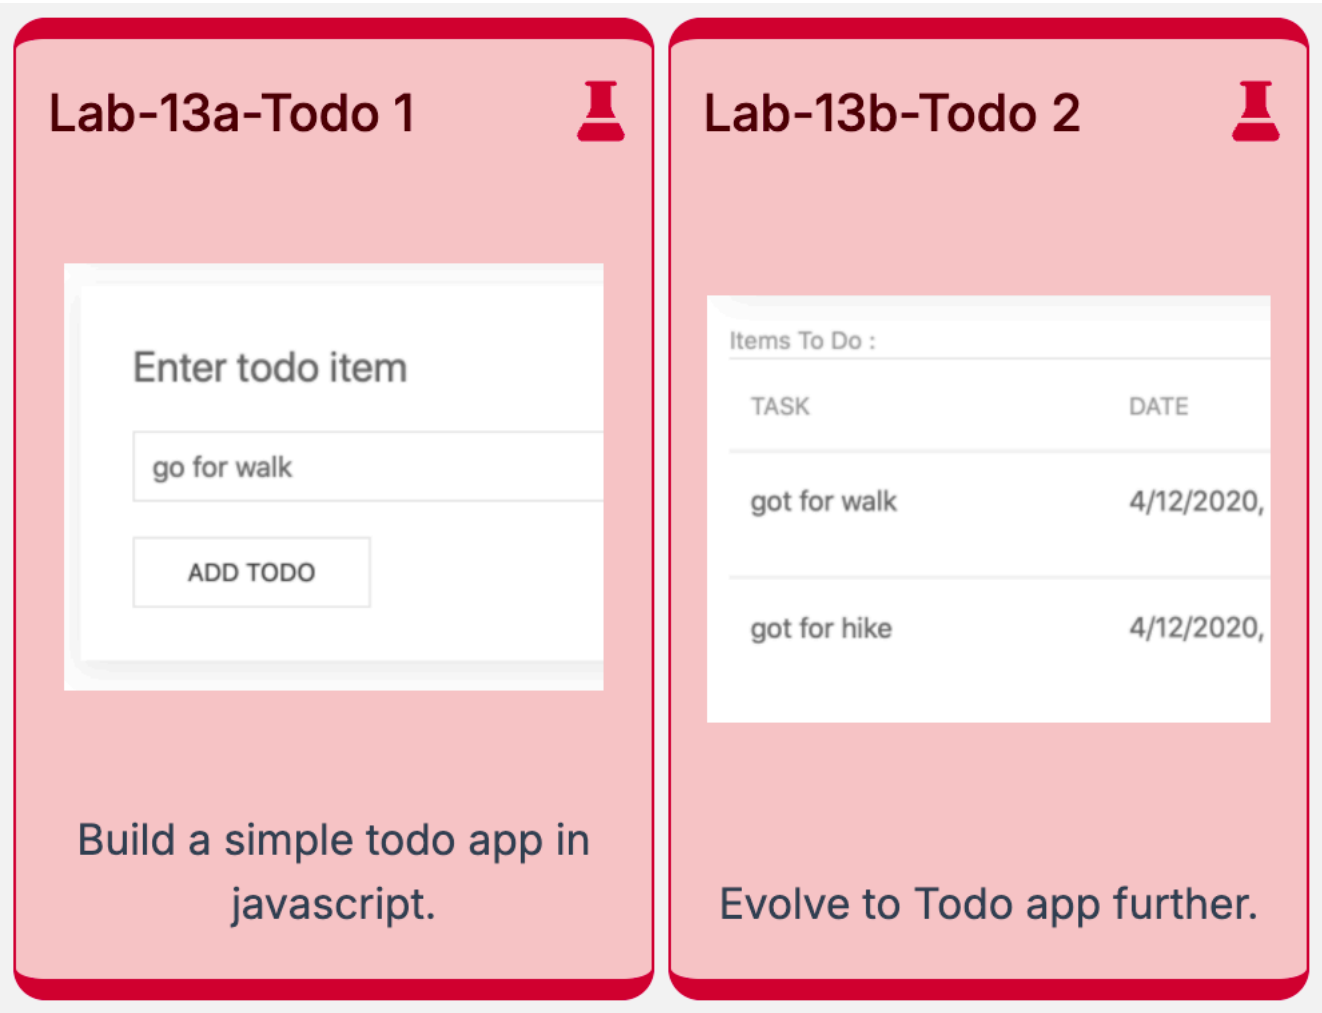 Lab-13a-Todo 1
Enter todo item
go for walk
ADD TODO
Build a simple todo app in
javascript.
Lab-13b-Todo 2
Items To Do :
TASK DATE
got for walk 4/12/2020,
got for hike 4/12/2020,
Evolve to Todo app further.